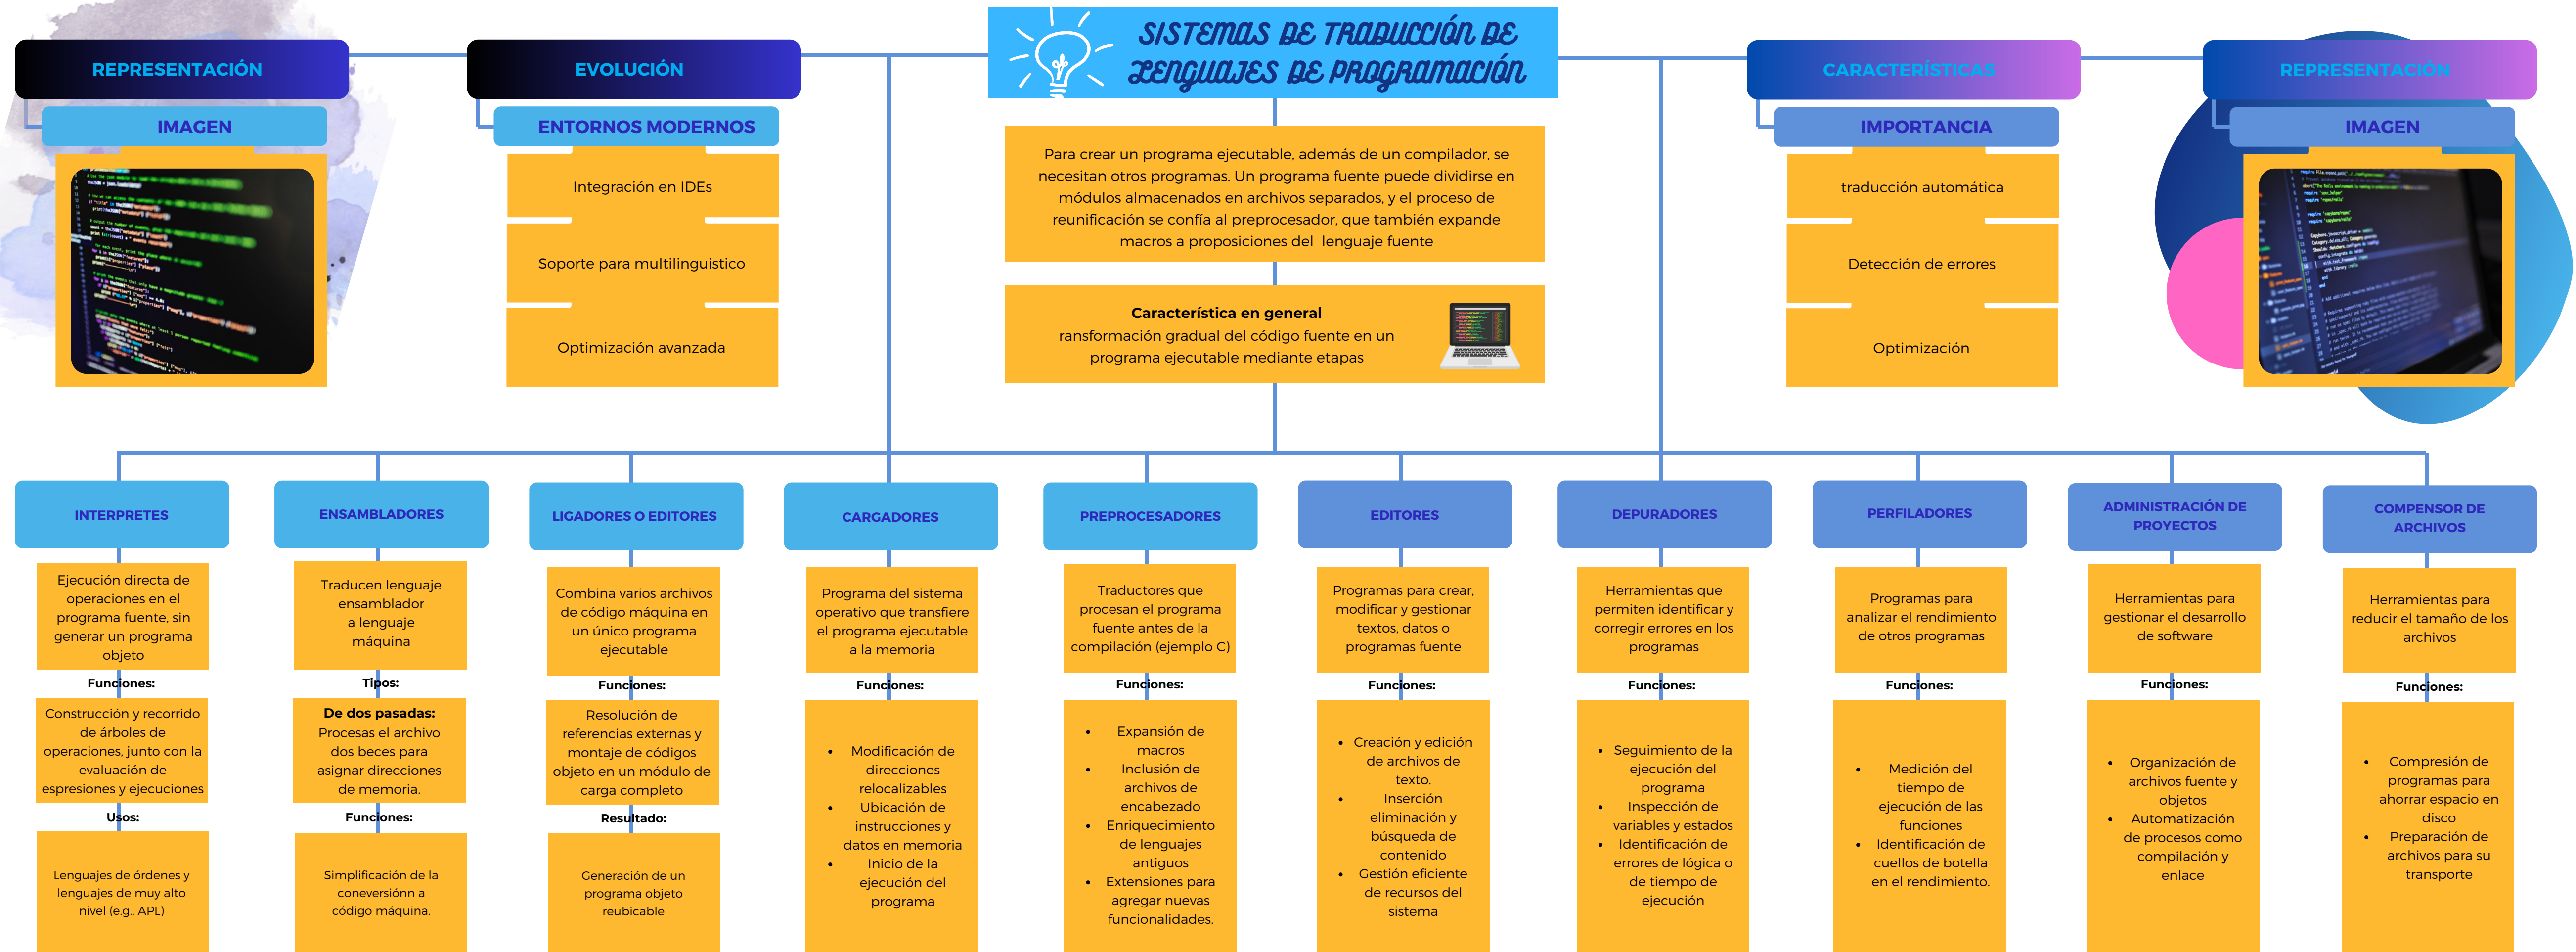 SISTEMAS DE TRADUCCIÓN DE
LENGUAJES DE PROGRAMACIÓN
REPRESENTACIÓN
IMAGEN
EVOLUCIÓN
ENTORNOS MODERNOS
Integración en IDEs
Soporte para multilinguistico
Optimización avanzada
Para crear un programa ejecutable, además de un compilador, se
necesitan otros programas. Un programa fuente puede dividirse en
módulos almacenados en archivos separados, y el proceso de
reunificación se confía al preprocesador, que también expande
macros a proposiciones del lenguaje fuente
Característica en general
ransformación gradual del código fuente en un
programa ejecutable mediante etapas
CARACTERÍSTICAS
IMPORTANCIA
traducción automática
Detección de errores
Optimización
REPRESENTACIÓN
IMAGEN
INTERPRETES
Ejecución directa de
operaciones en el
programa fuente, sin
generar un programa
objeto
Funciones:
Construcción y recorrido
de árboles de
operaciones, junto con la
evaluación de
espresiones y ejecuciones
Usos:
Lenguajes de órdenes y
lenguajes de muy alto
nivel (e.g., APL)
ENSAMBLADORES
Traducen lenguaje
ensamblador
a lenguaje
máquina
Tipos:
De dos pasadas:
Procesas el archivo
dos beces para
asignar direcciones
de memoria.
Funciones:
Simplificación de la
coneversiónn a
código máquina.
LIGADORES O EDITORES
Combina varios archivos
de código máquina en
un único programa
ejecutable
Funciones:
Resolución de
referencias externas y
montaje de códigos
objeto en un módulo de
carga completo
Resultado:
Generación de un
programa objeto
reubicable
CARGADORES
Programa del sistema
operativo que transfiere
el programa ejecutable
a la memoria
Funciones:
• Modificación de
direcciones
relocalizables
• Ubicación de
instrucciones y
datos en memoria
• Inicio de la
ejecución del
programa
PREPROCESADORES
Traductores que
procesan el programa
fuente antes de la
compilación (ejemplo C)
Funciones:
• Expansión de
macros
• Inclusión de
archivos de
encabezado
• Enriquecimiento
de lenguajes
antiguos
• Extensiones para
agregar nuevas
funcionalidades.
EDITORES
Programas para crear,
modificar y gestionar
textos, datos o
programas fuente
Funciones:
• Creación y edición
de archivos de
texto.
• Inserción
eliminación y
búsqueda de
contenido
• Gestión eficiente
de recursos del
sistema
DEPURADORES
Herramientas que
permiten identificar y
corregir errores en los
programas
Funciones:
• Seguimiento de la
ejecución del
programa
• Inspección de
variables y estados
• Identificación de
errores de lógica o
de tiempo de
ejecución
PERFILADORES
Programas para
analizar el rendimiento
de otros programas
Funciones:
• Medición del
tiempo de
ejecución de las
funciones
• Identificación de
cuellos de botella
en el rendimiento.
ADMINISTRACIÓN DE
PROYECTOS
Herramientas para
gestionar el desarrollo
de software
Funciones:
• Organización de
archivos fuente y
objetos
• Automatización
de procesos como
compilación y
enlace
COMPENSOR DE
ARCHIVOS
Herramientas para
reducir el tamaño de los
archivos
Funciones:
• Compresión de
programas para
ahorrar espacio en
disco
• Preparación de
archivos para su
transporte